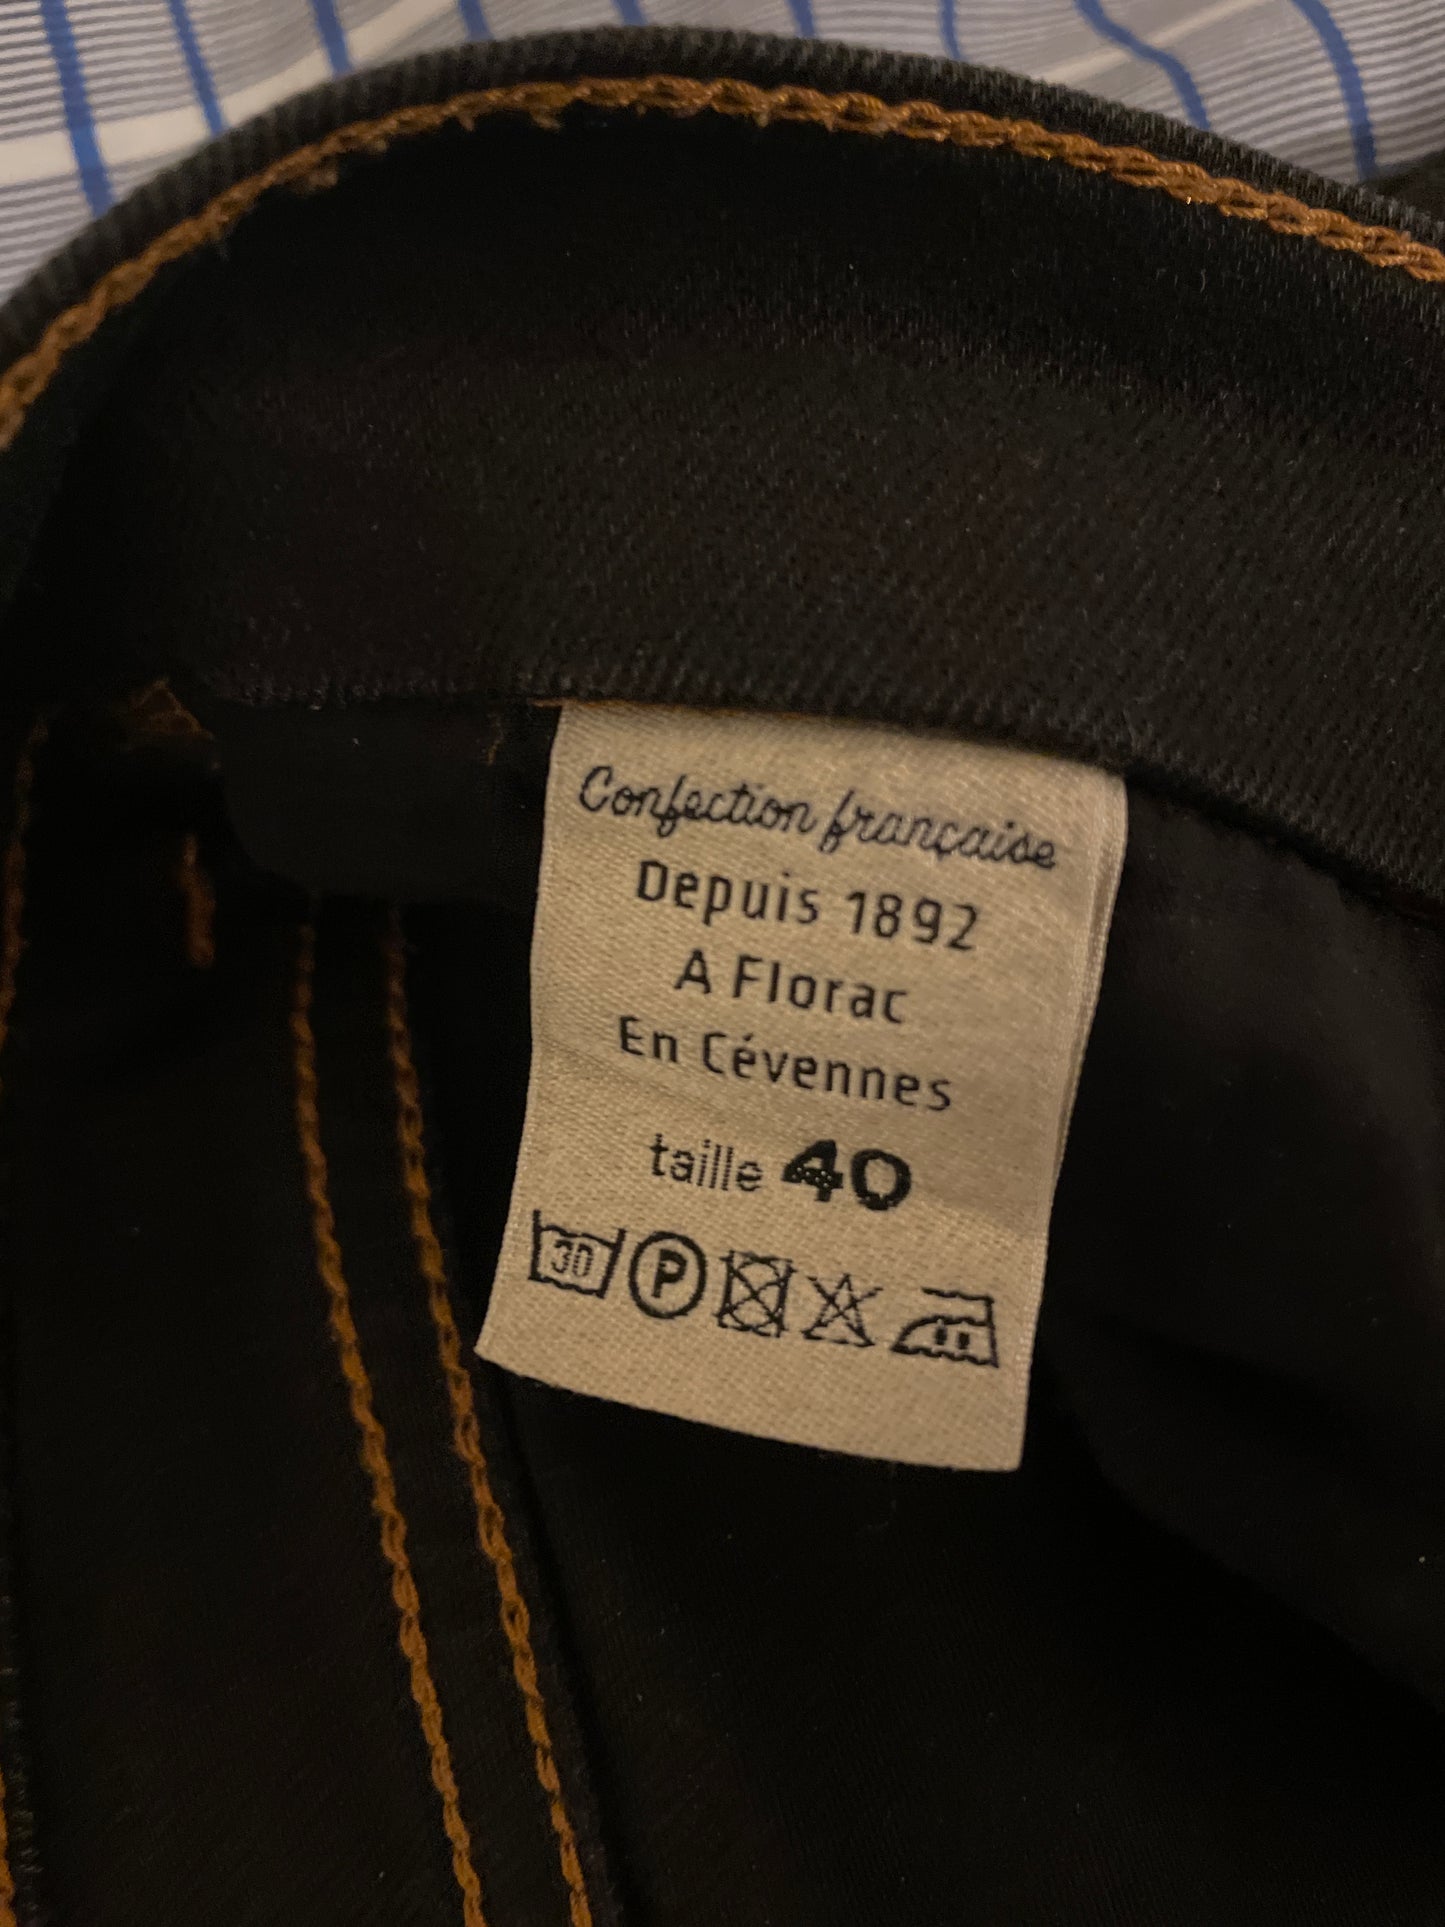 Confection française
Depuis 1892
A Florac
En Cévennes
taille 40
30 P